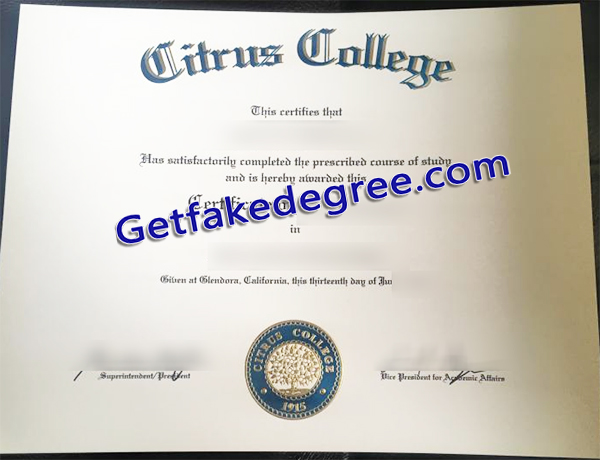 Citrus College
This certifies that
Has satisfactorily completed the prescribed course of study
and is hereby awarded this
Getfakedegree.com
in
Given at Glendora, California, this thirteenth day of
CITRUS COLLEGE
1915
Superintendent/President
Vice President for Academic Affairs